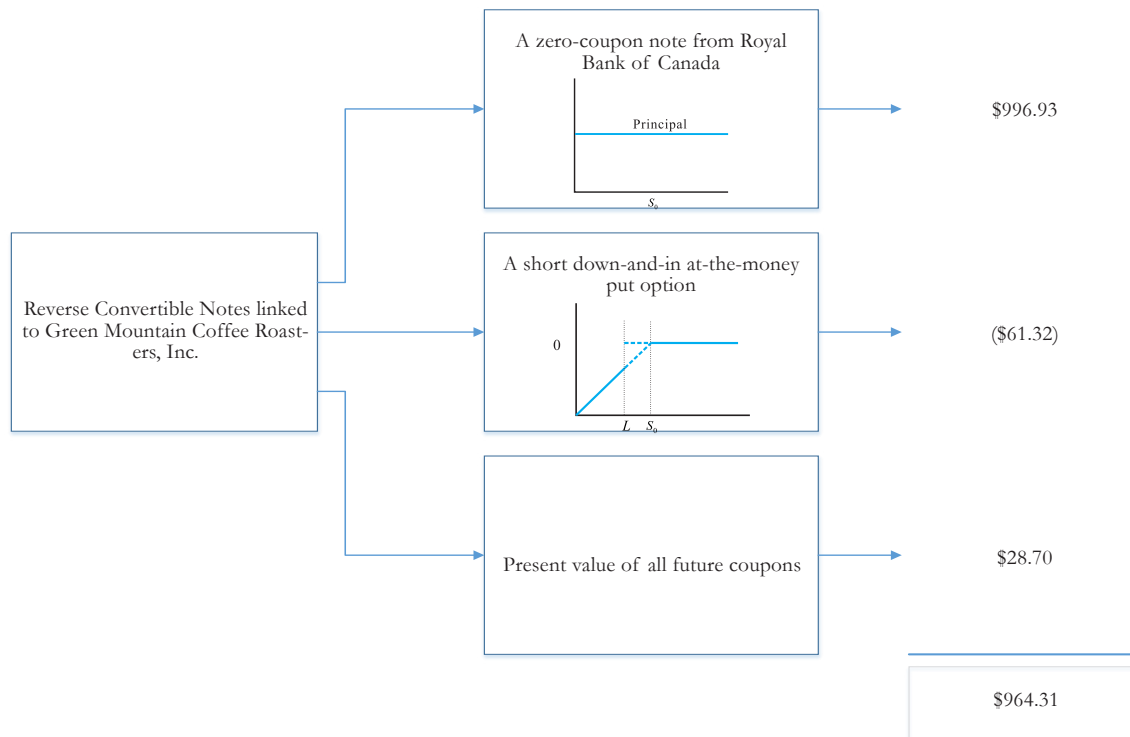 A zero-coupon note from Royal
Bank of Canada
Principal
S₀
$996.93
Reverse Convertible Notes linked
to Green Mountain Coffee Roast-
ers, Inc.
A short down-and-in at-the-money
put option
0
L S₀
($61.32)
Present value of all future coupons
$28.70
$964.31